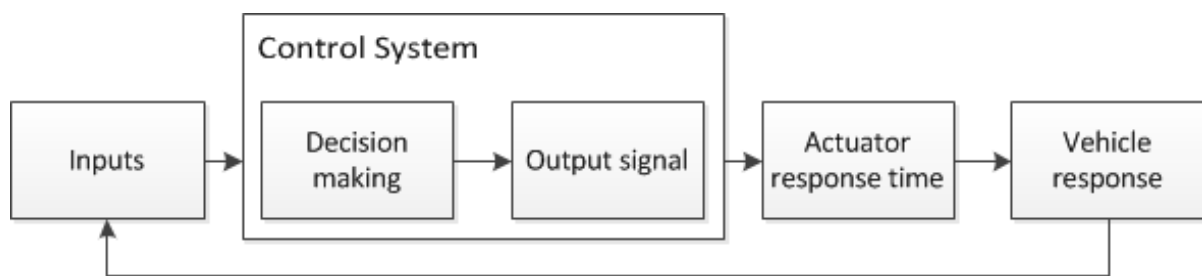 Control System
Inputs
Decision
making
Output signal
Actuator
response time
Vehicle
response